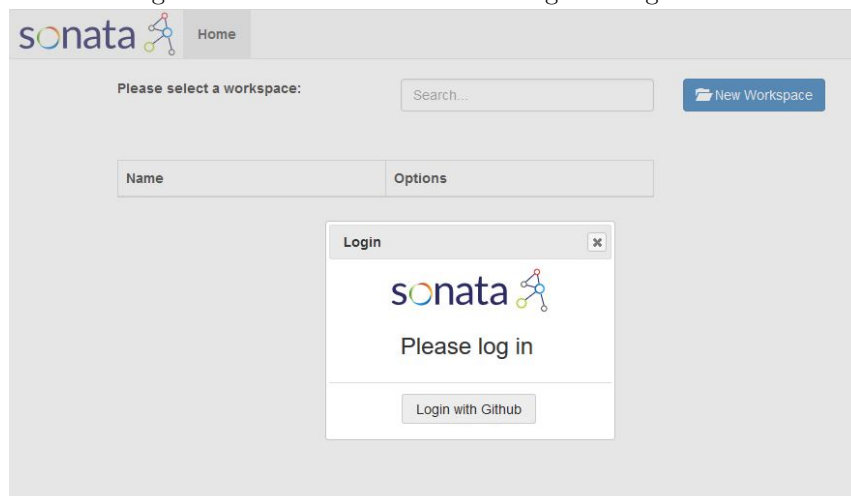 sonata
Home
Please select a workspace:
Search...
New Workspace
Name
Options
Login
sonata
Please log in
Login with Github